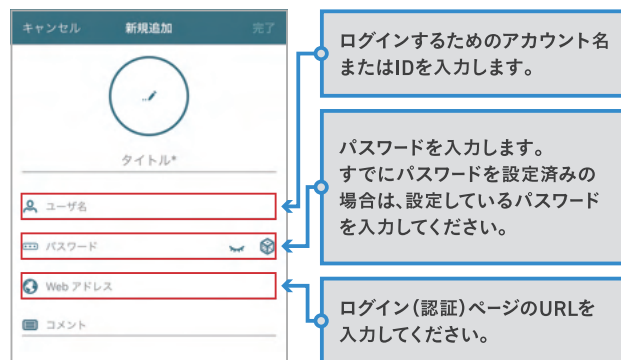 キャンセル 新規追加 完了
タイトル*
ユーザ名
パスワード
Web アドレス
コメント
ログインするためのアカウント名
またはIDを入力します。
パスワードを入力します。
すでにパスワードを設定済みの
場合は、設定しているパスワード
を入力してください。
ログイン(認証)ページのURLを
入力してください。